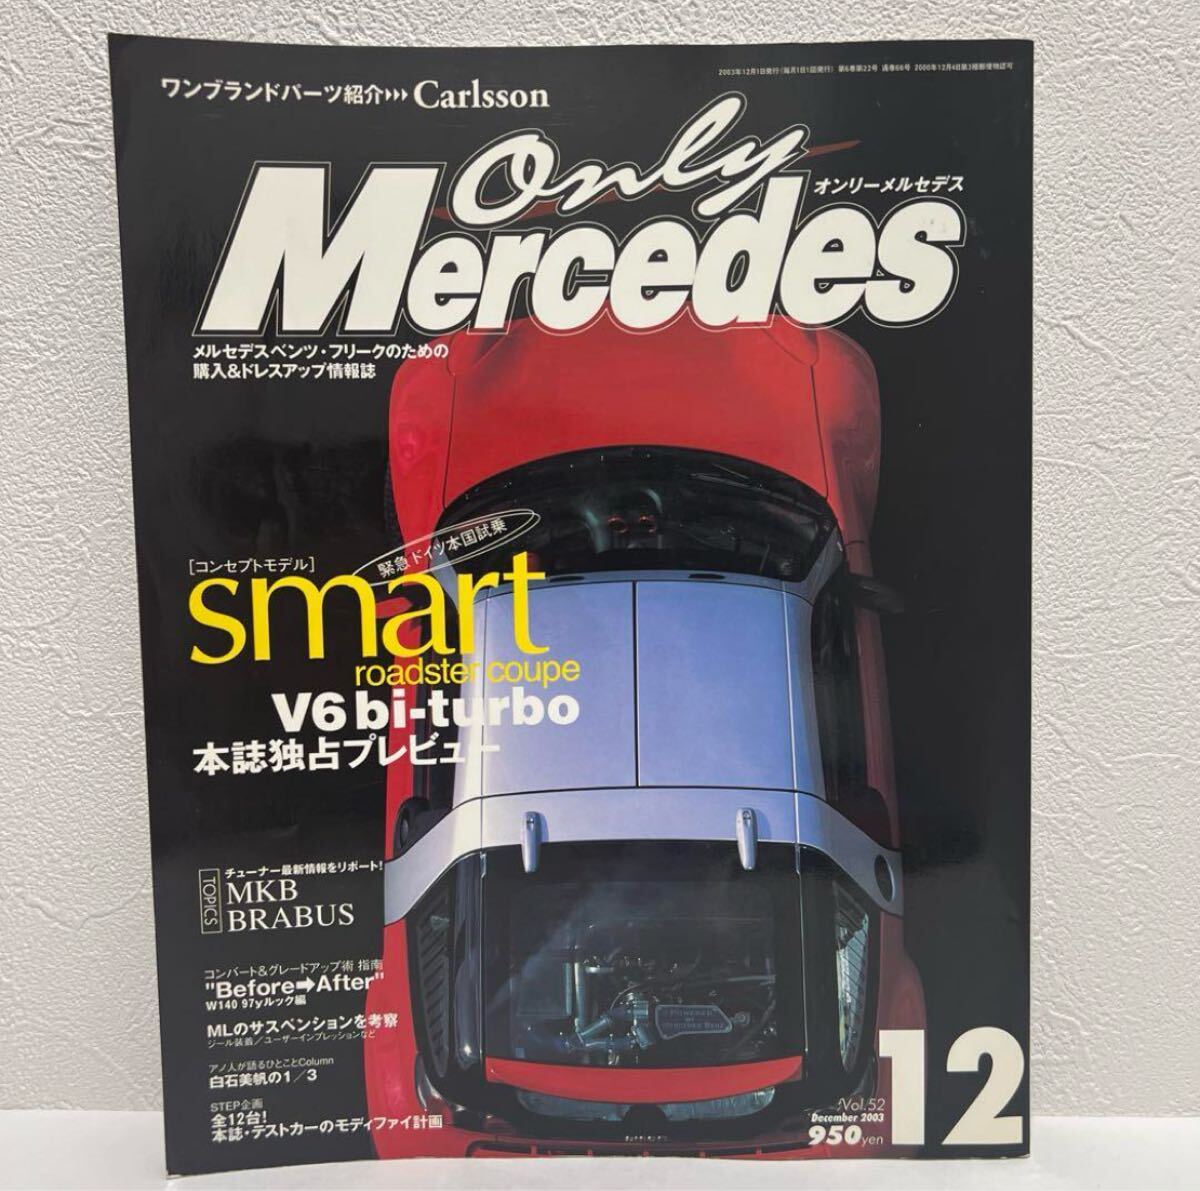 2003年12月1日発行(毎月1日1回発行) 第6巻第22号 通巻66号 2000年12月4日第3種郵便物認可
ワンブランドパーツ紹介 Carlsson
Only
Mercedes
オンリーメルセデス
メルセデスベンツ・フリークのための
購入&ドレスアップ情報誌
緊急ドイツ本国試乗
[コンセプトモデル]
smart
roadster coupe
V6 bi-turbo
本誌独占プレビュー
TOPICS
チューナー最新情報をリポート!
MKB
BRABUS
コンバート&グレードアップ術 指南
"Before➡After"
W140 97yルック編
MLのサスペンションを考察
ジール装着/ユーザーインプレッションなど
アノ人が語るひとことColumn
白石美帆の1/3
STEP企画
全12台!
本誌・テストカーのモディファイ計画
POWERED
BY
MERCEDES BENZ
Vol.52
December 2003
950yen
12